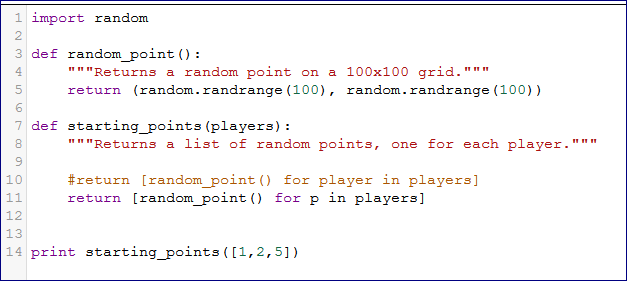 1 import random
2
3 def random_point():
4     """Returns a random point on a 100x100 grid."""
5     return (random.randrange(100), random.randrange(100))
6
7 def starting_points(players):
8     """Returns a list of random points, one for each player."""
9
10     #return [random_point() for player in players]
11     return [random_point() for p in players]
12
13
14 print starting_points([1,2,5])